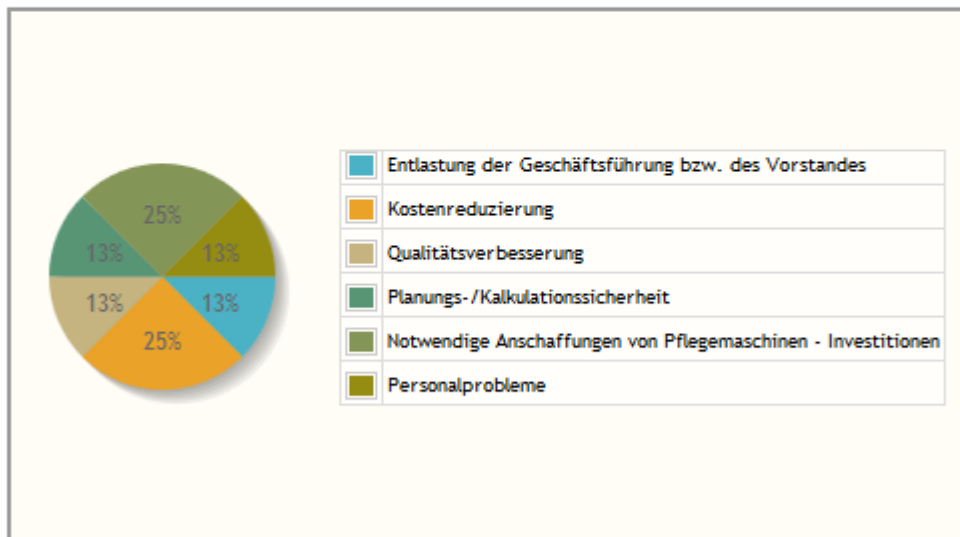 25%
13%
13%
13%
13%
25%
Entlastung der Geschäftsführung bzw. des Vorstandes
Kostenreduzierung
Qualitätsverbesserung
Planungs-/Kalkulationssicherheit
Notwendige Anschaffungen von Pflegemaschinen - Investitionen
Personalprobleme